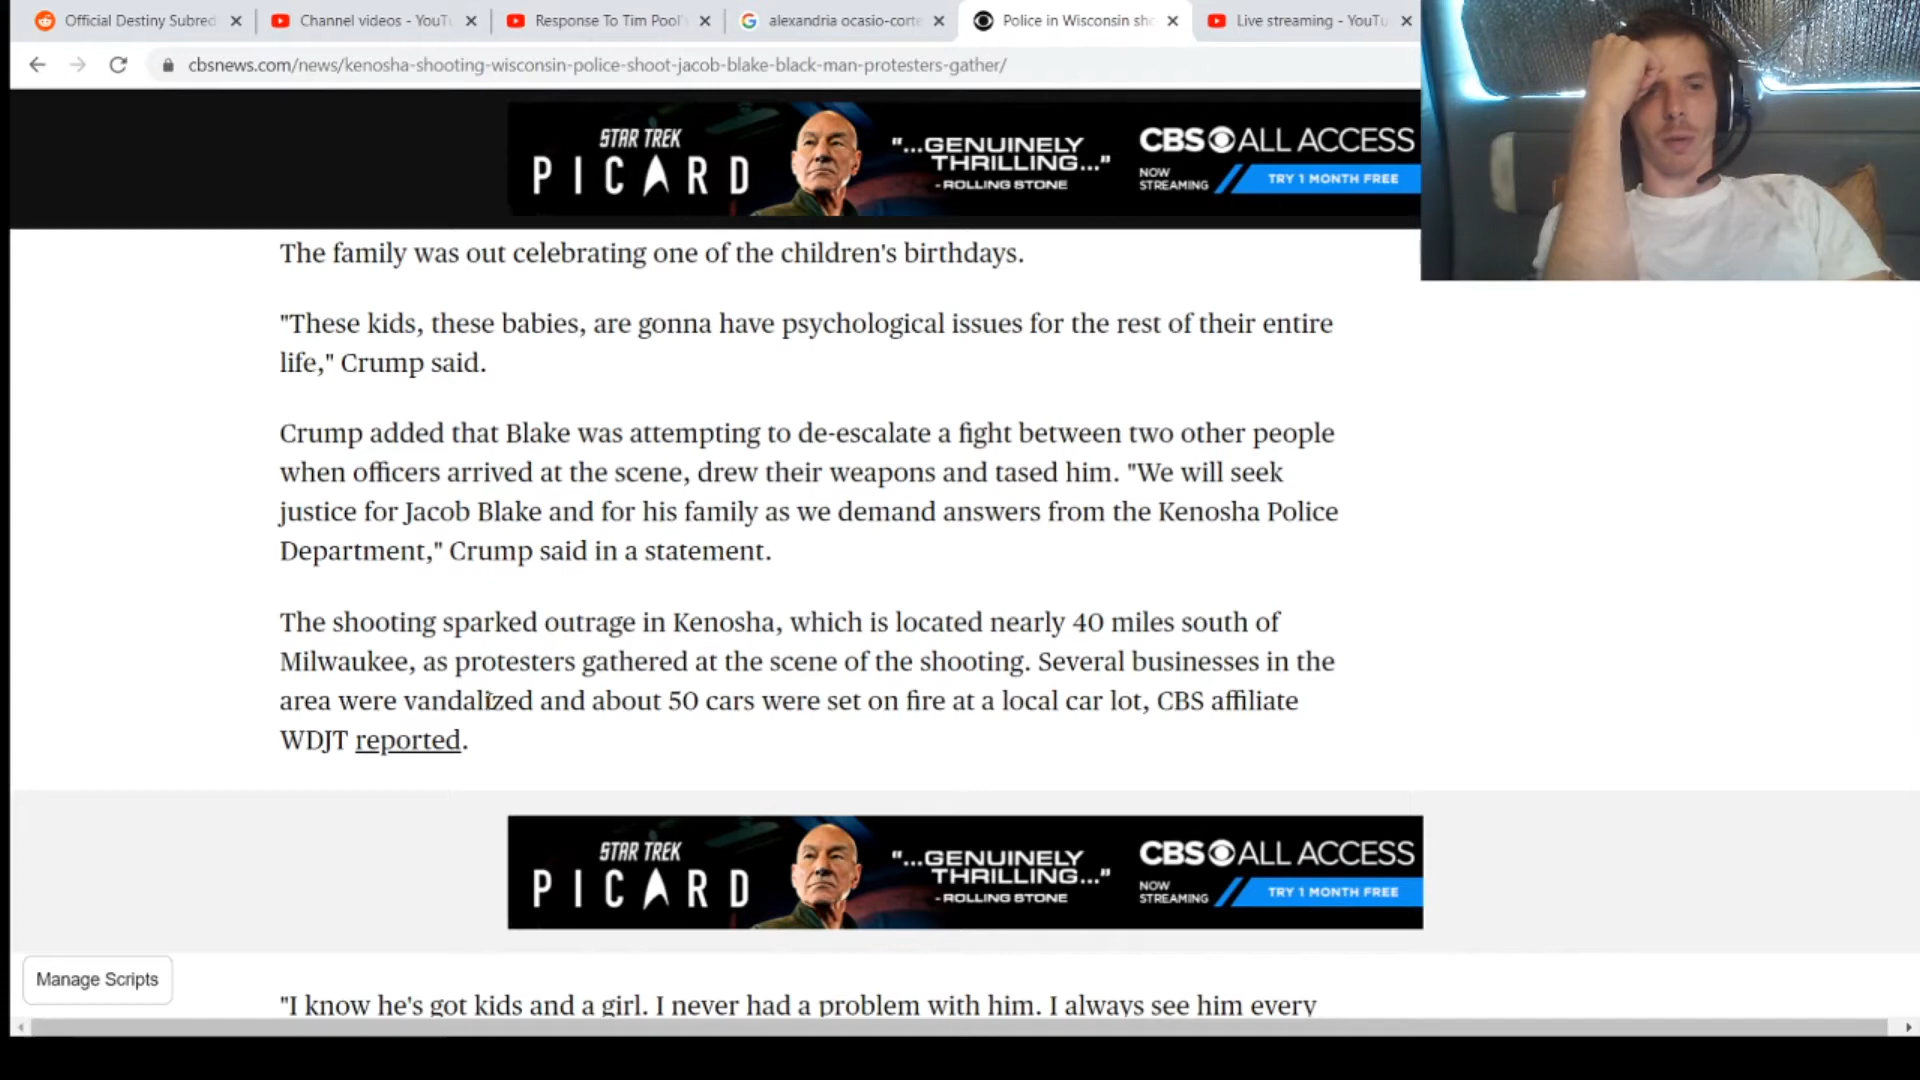 Official Destiny Subred
Channel videos - YouTu
Response To Tim Pool's
alexandria ocasio-corte
Police in Wisconsin sho
Live streaming - YouTu
cbsnews.com/news/kenosha-shooting-wisconsin-police-shoot-jacob-blake-black-man-protesters-gather/
STAR TREK
PICARD
"...GENUINELY
THRILLING..."
- ROLLING STONE
CBS ALL ACCESS
NOW
STREAMING
TRY 1 MONTH FREE
The family was out celebrating one of the children's birthdays.
"These kids, these babies, are gonna have psychological issues for the rest of their entire
life," Crump said.
Crump added that Blake was attempting to de-escalate a fight between two other people
when officers arrived at the scene, drew their weapons and tased him. "We will seek
justice for Jacob Blake and for his family as we demand answers from the Kenosha Police
Department," Crump said in a statement.
The shooting sparked outrage in Kenosha, which is located nearly 40 miles south of
Milwaukee, as protesters gathered at the scene of the shooting. Several businesses in the
area were vandalized and about 50 cars were set on fire at a local car lot, CBS affiliate
WDJT reported.
STAR TREK
PICARD
"...GENUINELY
THRILLING..."
- ROLLING STONE
CBS ALL ACCESS
NOW
STREAMING
TRY 1 MONTH FREE
Manage Scripts
"I know he's got kids and a girl. I never had a problem with him. I always see him every